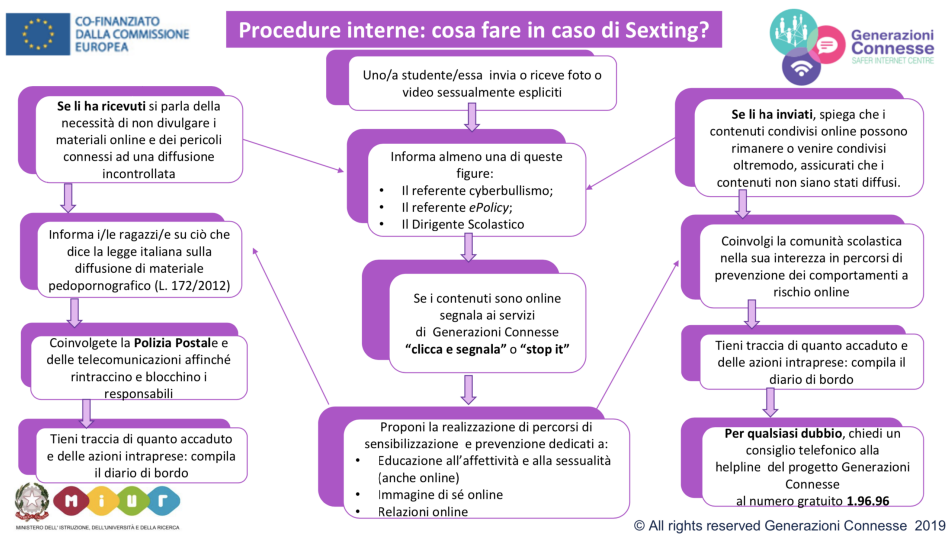 CO-FINANZIATO
DALLA COMMISSIONE
EUROPEA
Procedure interne: cosa fare in caso di Sexting?
Generazioni
Connesse
SAFER INTERNET CENTRE
Uno/a studente/essa invia o riceve foto o
video sessualmente espliciti
Se li ha ricevuti si parla della
necessità di non divulgare i
materiali online e dei pericoli
connessi ad una diffusione
incontrollata
Informa i/le ragazzi/e su ciò che
dice la legge italiana sulla
diffusione di materiale
pedopornografico (L. 172/2012)
Coinvolgete la Polizia Postale e
delle telecomunicazioni affinché
rintraccino e blocchino i
responsabili
Tieni traccia di quanto accaduto
e delle azioni intraprese: compila
il diario di bordo
Informa almeno una di queste
figure:
• Il referente cyberbullismo;
• Il referente ePolicy;
• Il Dirigente Scolastico
Se i contenuti sono online
segnala ai servizi
di Generazioni Connesse
“clicca e segnala” o “stop it”
Proponi la realizzazione di percorsi di
sensibilizzazione e prevenzione dedicati a:
• Educazione all’affettività e alla sessualità
(anche online)
• Immagine di sé online
• Relazioni online
Se li ha inviati, spiega che i
contenuti condivisi online possono
rimanere o venire condivisi
oltremodo, assicurati che i
contenuti non siano stati diffusi.
Coinvolgi la comunità scolastica
nella sua interezza in percorsi di
prevenzione dei comportamenti a
rischio online
Tieni traccia di quanto accaduto e
delle azioni intraprese: compila il
diario di bordo
Per qualsiasi dubbio, chiedi un
consiglio telefonico alla
helpline del progetto Generazioni
Connesse
al numero gratuito 1.96.96
miur
MINISTERO DELL' ISTRUZIONE, DELL'UNIVERSITÀ E DELLA RICERCA
© All rights reserved Generazioni Connesse 2019